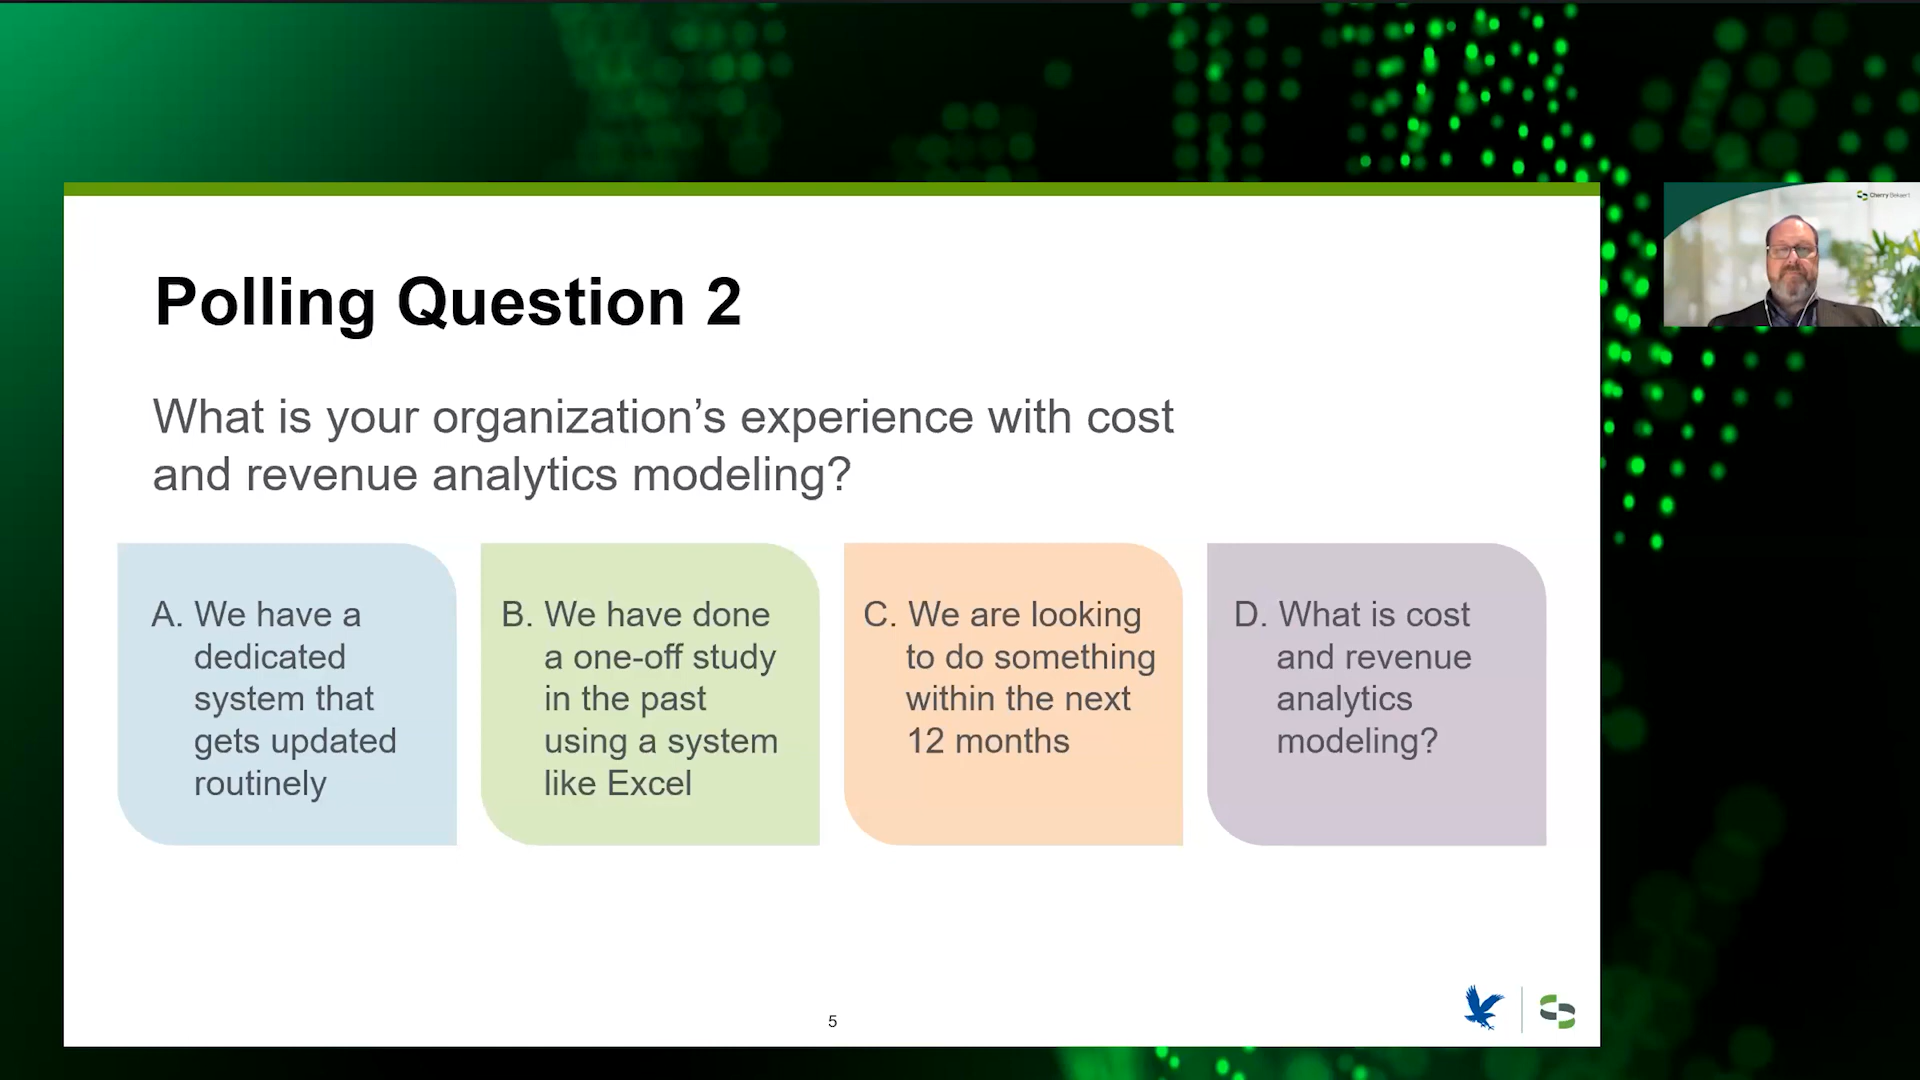 Cherry Bekaert
Polling Question 2
What is your organization’s experience with cost
and revenue analytics modeling?
A. We have a
dedicated
system that
gets updated
routinely
B. We have done
a one-off study
in the past
using a system
like Excel
C. We are looking
to do something
within the next
12 months
D. What is cost
and revenue
analytics
modeling?
5